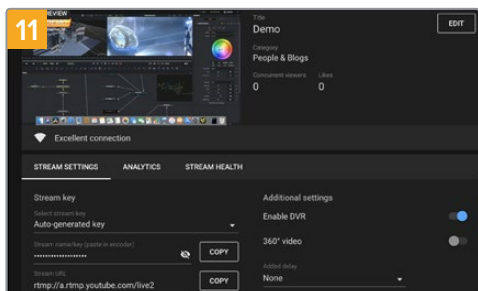 11
PREVIEW
Title
Demo
EDIT
Category
People & Blogs
Concurrent viewers Likes
0 0
Excellent connection
STREAM SETTINGS ANALYTICS STREAM HEALTH
Stream key
Additional settings
Select stream key
Auto-generated key
Enable DVR
Stream name/key (paste in encoder)
••••••••••••••••••• COPY
360° video
Stream URL
rtmp://a.rtmp.youtube.com/live2 COPY
Added delay
None